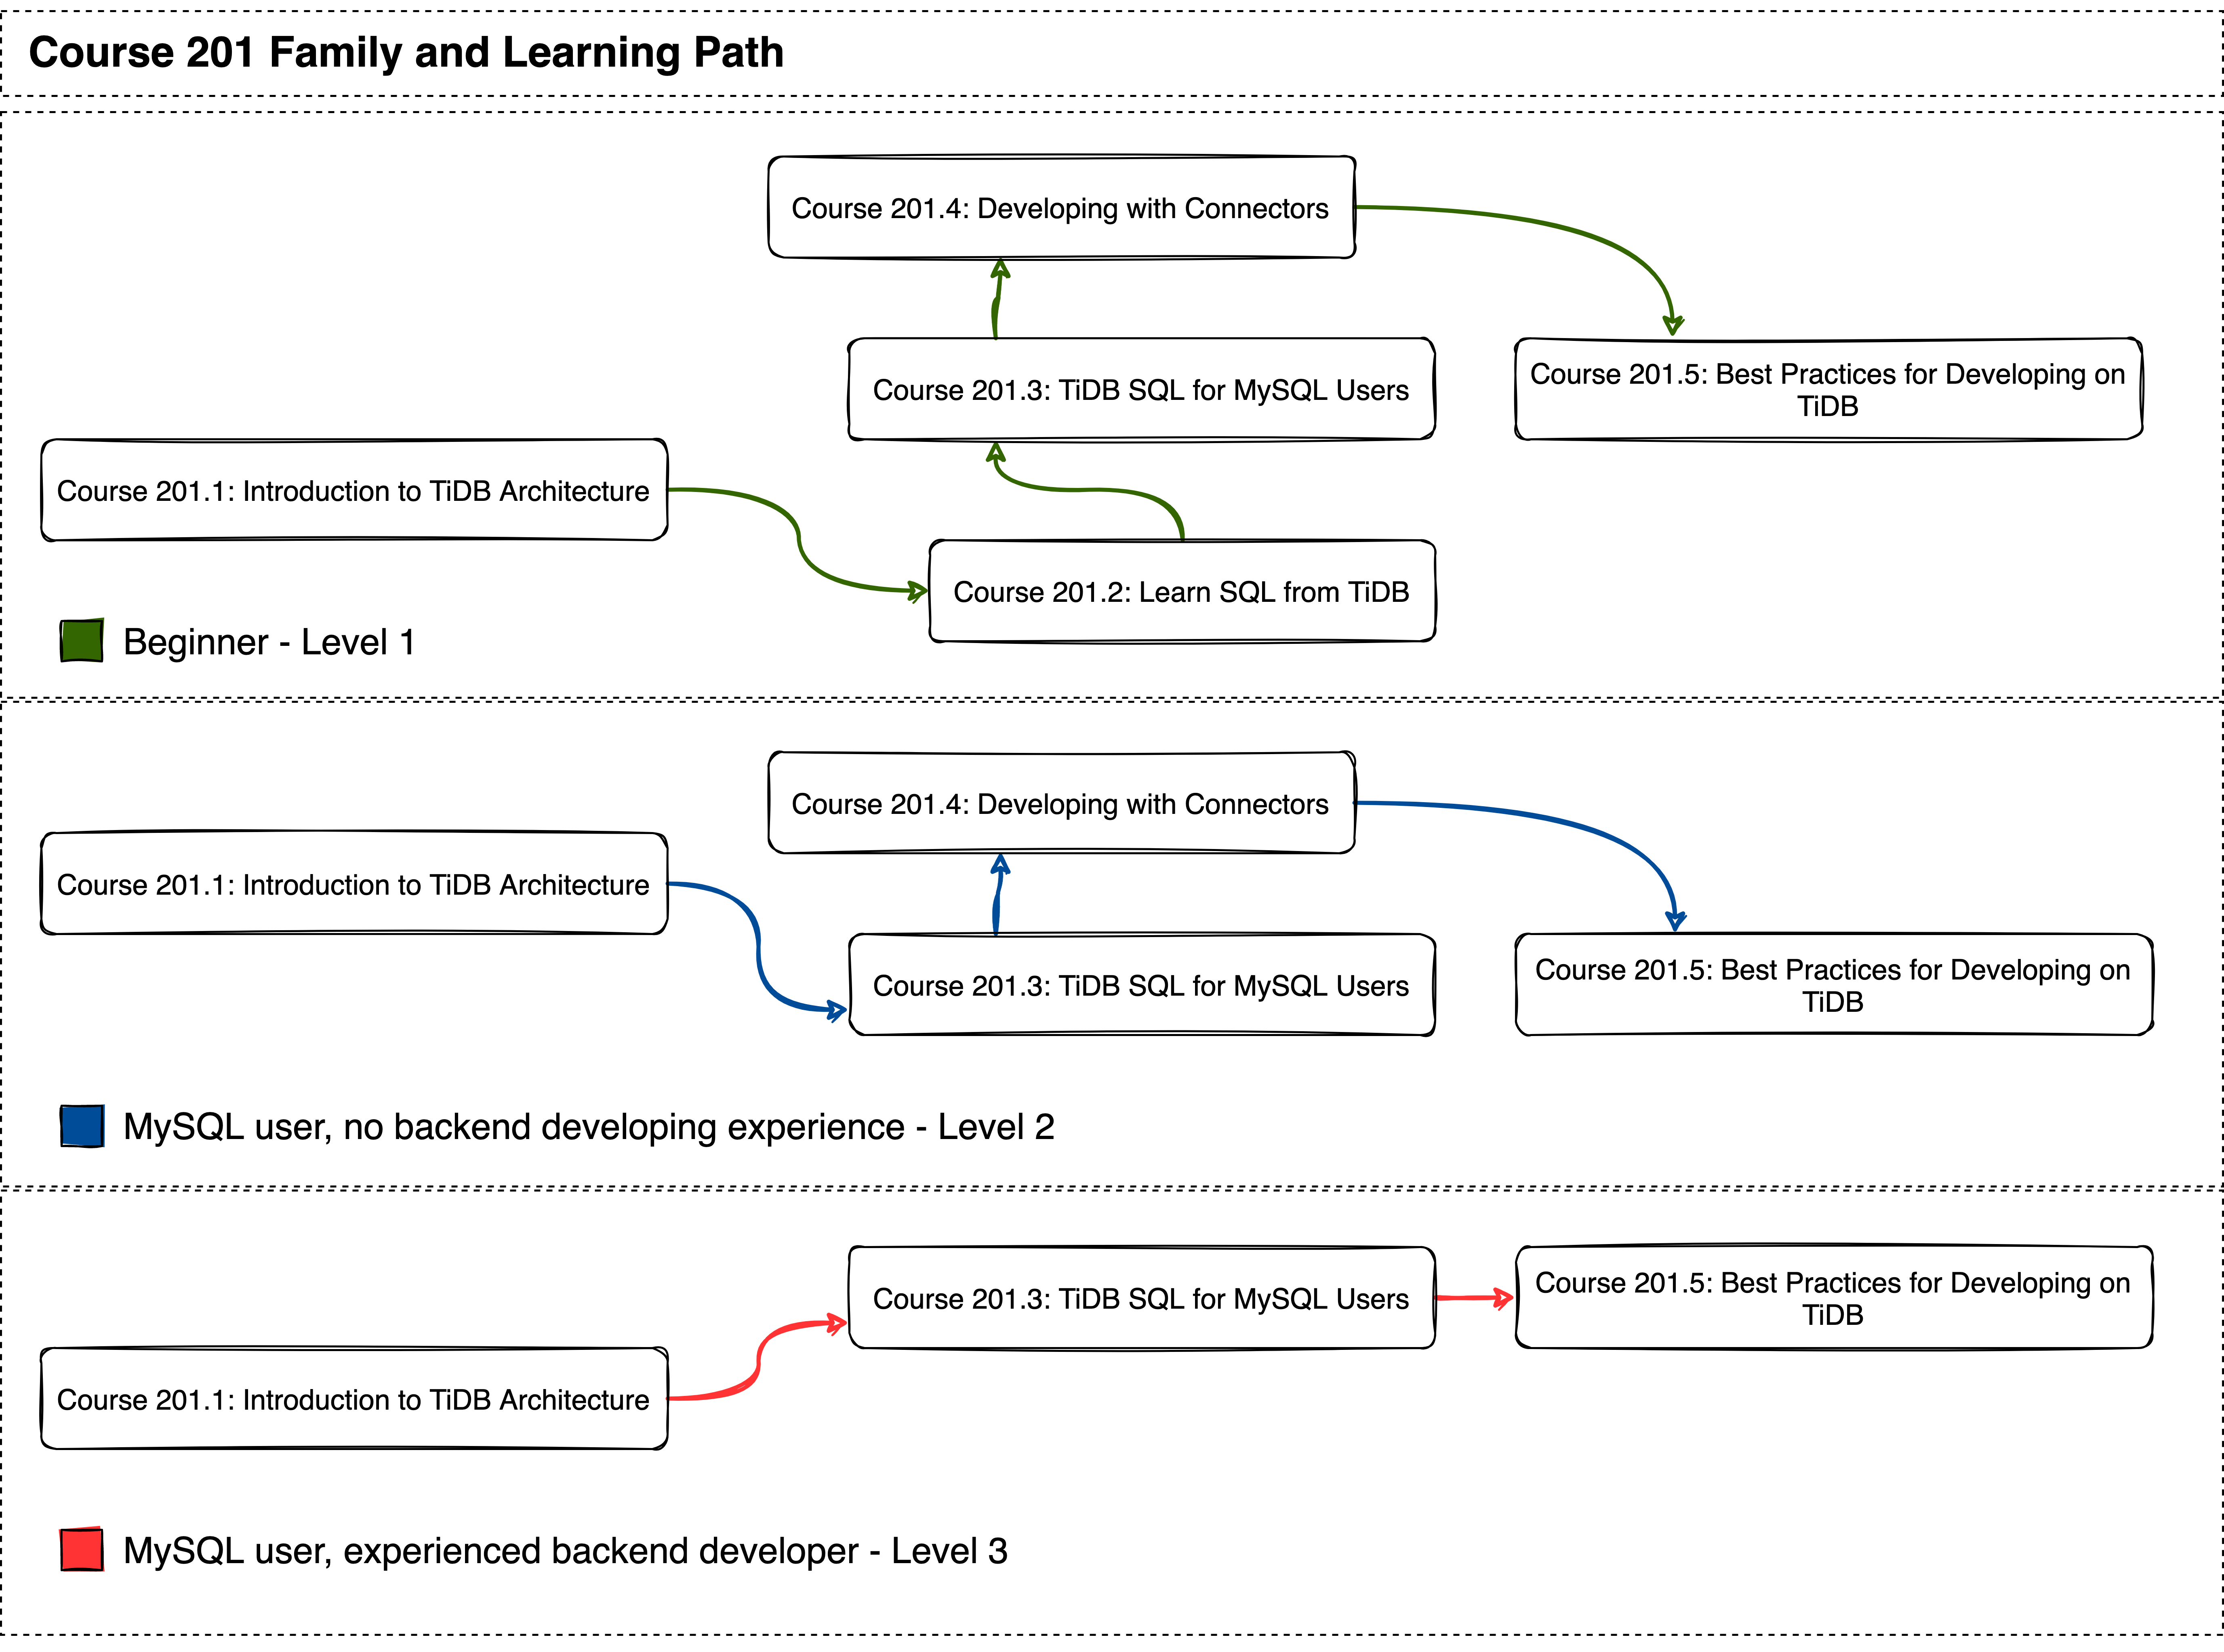 Course 201 Family and Learning Path
Course 201.4: Developing with Connectors
Course 201.3: TiDB SQL for MySQL Users
Course 201.5: Best Practices for Developing on
TiDB
Course 201.1: Introduction to TiDB Architecture
Course 201.2: Learn SQL from TiDB
Beginner - Level 1
Course 201.4: Developing with Connectors
Course 201.1: Introduction to TiDB Architecture
Course 201.3: TiDB SQL for MySQL Users
Course 201.5: Best Practices for Developing on
TiDB
MySQL user, no backend developing experience - Level 2
Course 201.3: TiDB SQL for MySQL Users
Course 201.5: Best Practices for Developing on
TiDB
Course 201.1: Introduction to TiDB Architecture
MySQL user, experienced backend developer - Level 3